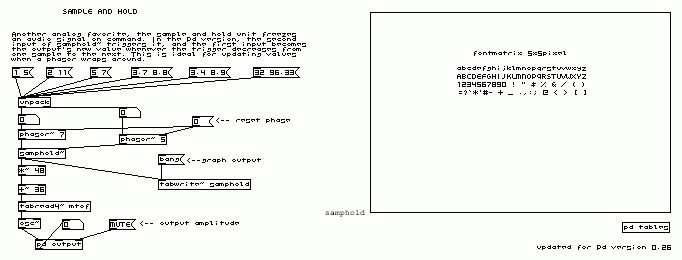 SAMPLE AND HOLD
Another analog favorite, the sample and hold unit freezes
an audio signal on command. In the Pd version, the second
input of samphold~ triggers it, and the first input becomes
the output's new value whenever the trigger decreases from
one sample to the next. This is ideal for updating values
when a phasor wraps around.
1 5
2 11
5 7
3.7 8.8
3.4 8.9
32 96.33
unpack
0
0
0
<-- reset phase
phasor~ 7
phasor~ 5
samphold~
bang
<--graph output
*~ 48
+~ 36
tabwrite~ samphold
tabread4~ mtof
osc~
0
MUTE
<-- output amplitude
pd output
fontmatrix 5x5pixel
abcdefghijklmnopqrstuvwxyz
ABCDEFGHIJKLMNOPQRSTUVWXYZ
1234567890 ! " # % & / ( )
=?`^*'#- + _ .,:; @ < > [ ]
samphold
pd tables
updated for Pd version 0.26